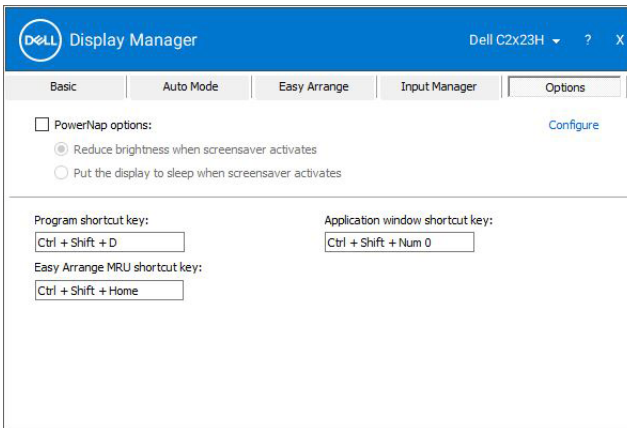 DELL Display Manager
Dell C2x23H ? X
Basic Auto Mode Easy Arrange Input Manager Options
PowerNap options: Configure
Reduce brightness when screensaver activates
Put the display to sleep when screensaver activates
Program shortcut key: Application window shortcut key:
Ctrl + Shift + D Ctrl + Shift + Num 0
Easy Arrange MRU shortcut key:
Ctrl + Shift + Home